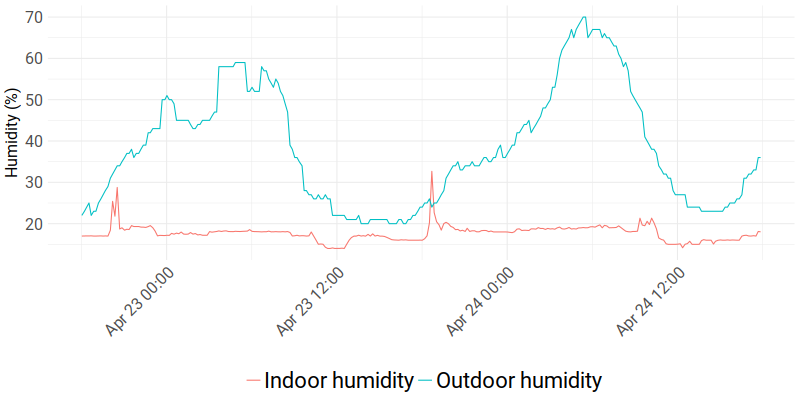 70
60
50
40
30
20
Humidity (%)
Apr 23 00:00
Apr 23 12:00
Apr 24 00:00
Apr 24 12:00
Indoor humidity Outdoor humidity